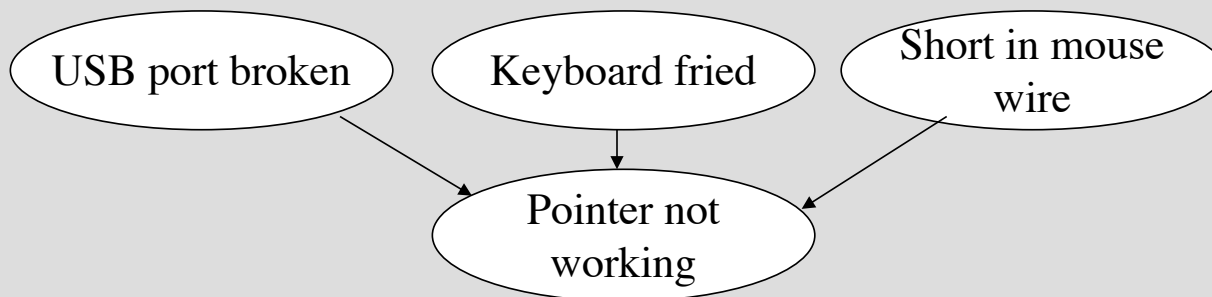 USB port broken
Keyboard fried
Short in mouse
wire
Pointer not
working